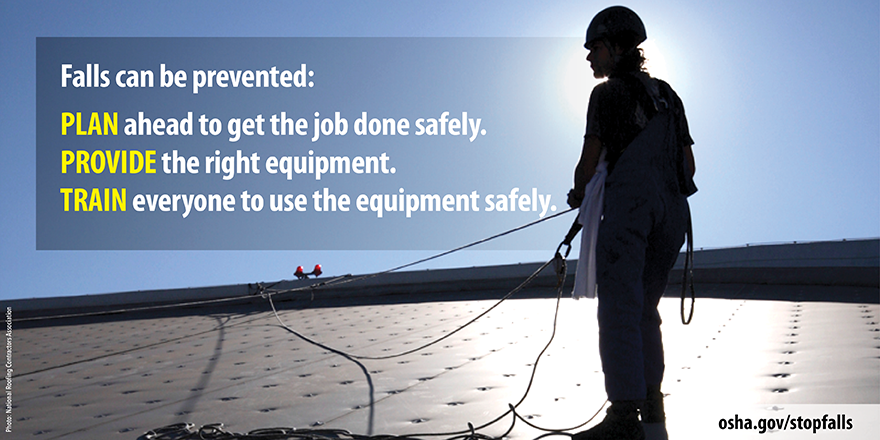 Falls can be prevented:
PLAN ahead to get the job done safely.
PROVIDE the right equipment.
TRAIN everyone to use the equipment safely.
Photo: National Roofing Contractors Association
osha.gov/stopfalls